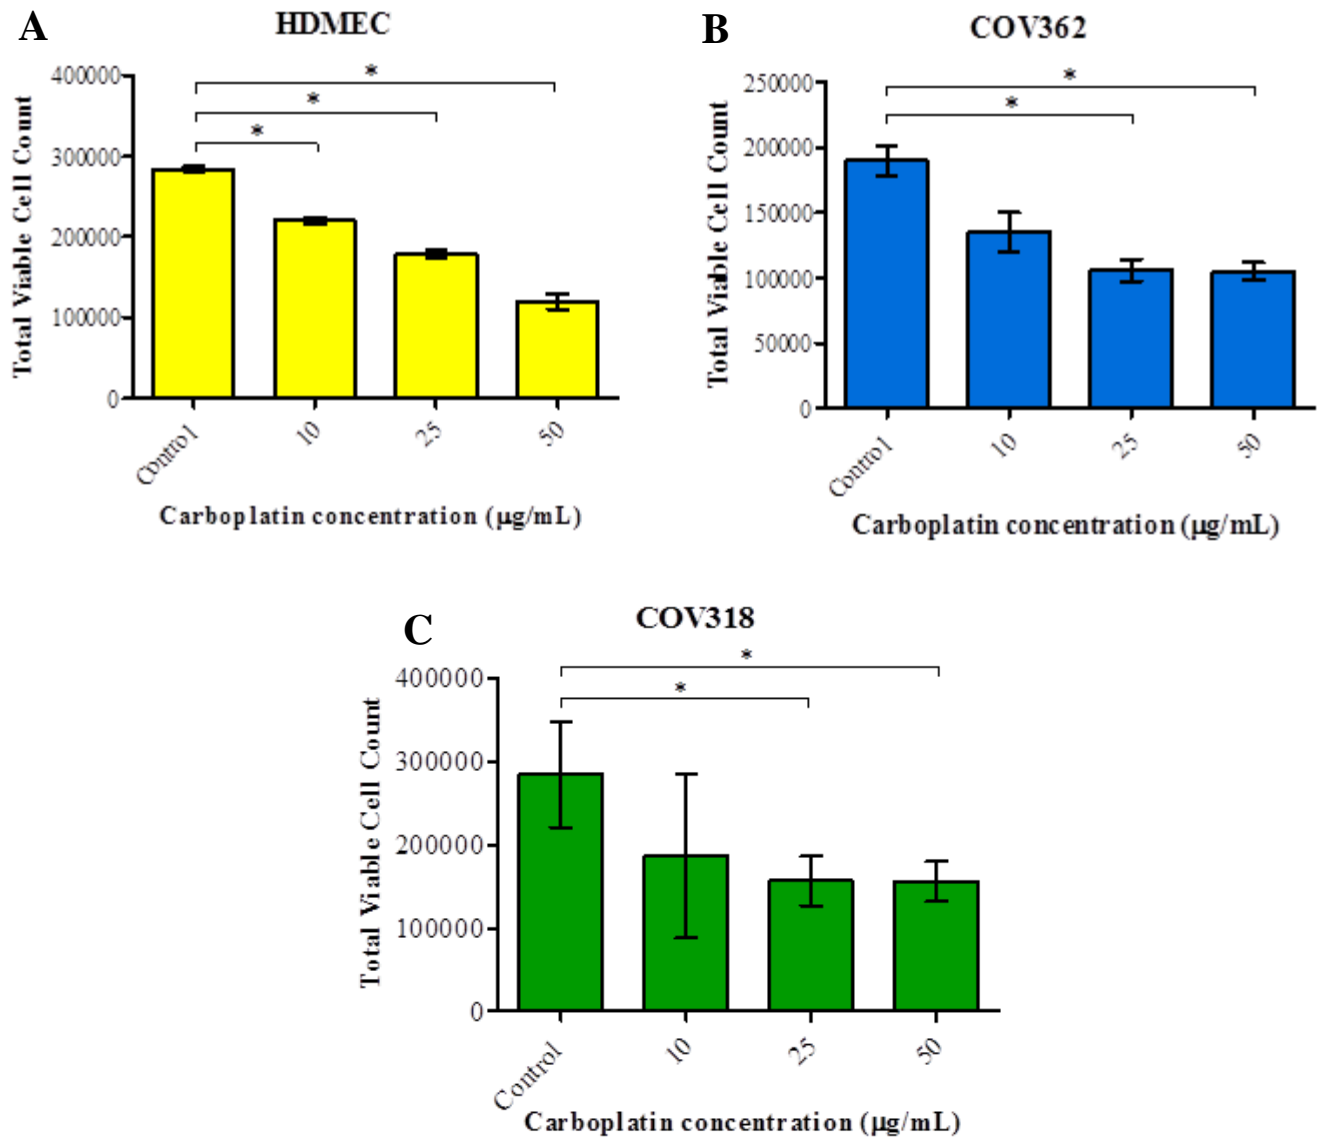 A
HDMEC
400000
300000
200000
100000
0
Total Viable Cell Count
*
*
*
Control
10
25
50
Carboplatin concentration (µg/mL)
B
COV362
250000
200000
150000
100000
50000
0
Total Viable Cell Count
*
*
Control
10
25
50
Carboplatin concentration (µg/mL)
C
COV318
400000
300000
200000
100000
0
Total Viable Cell Count
*
*
Control
10
25
50
Carboplatin concentration (µg/mL)